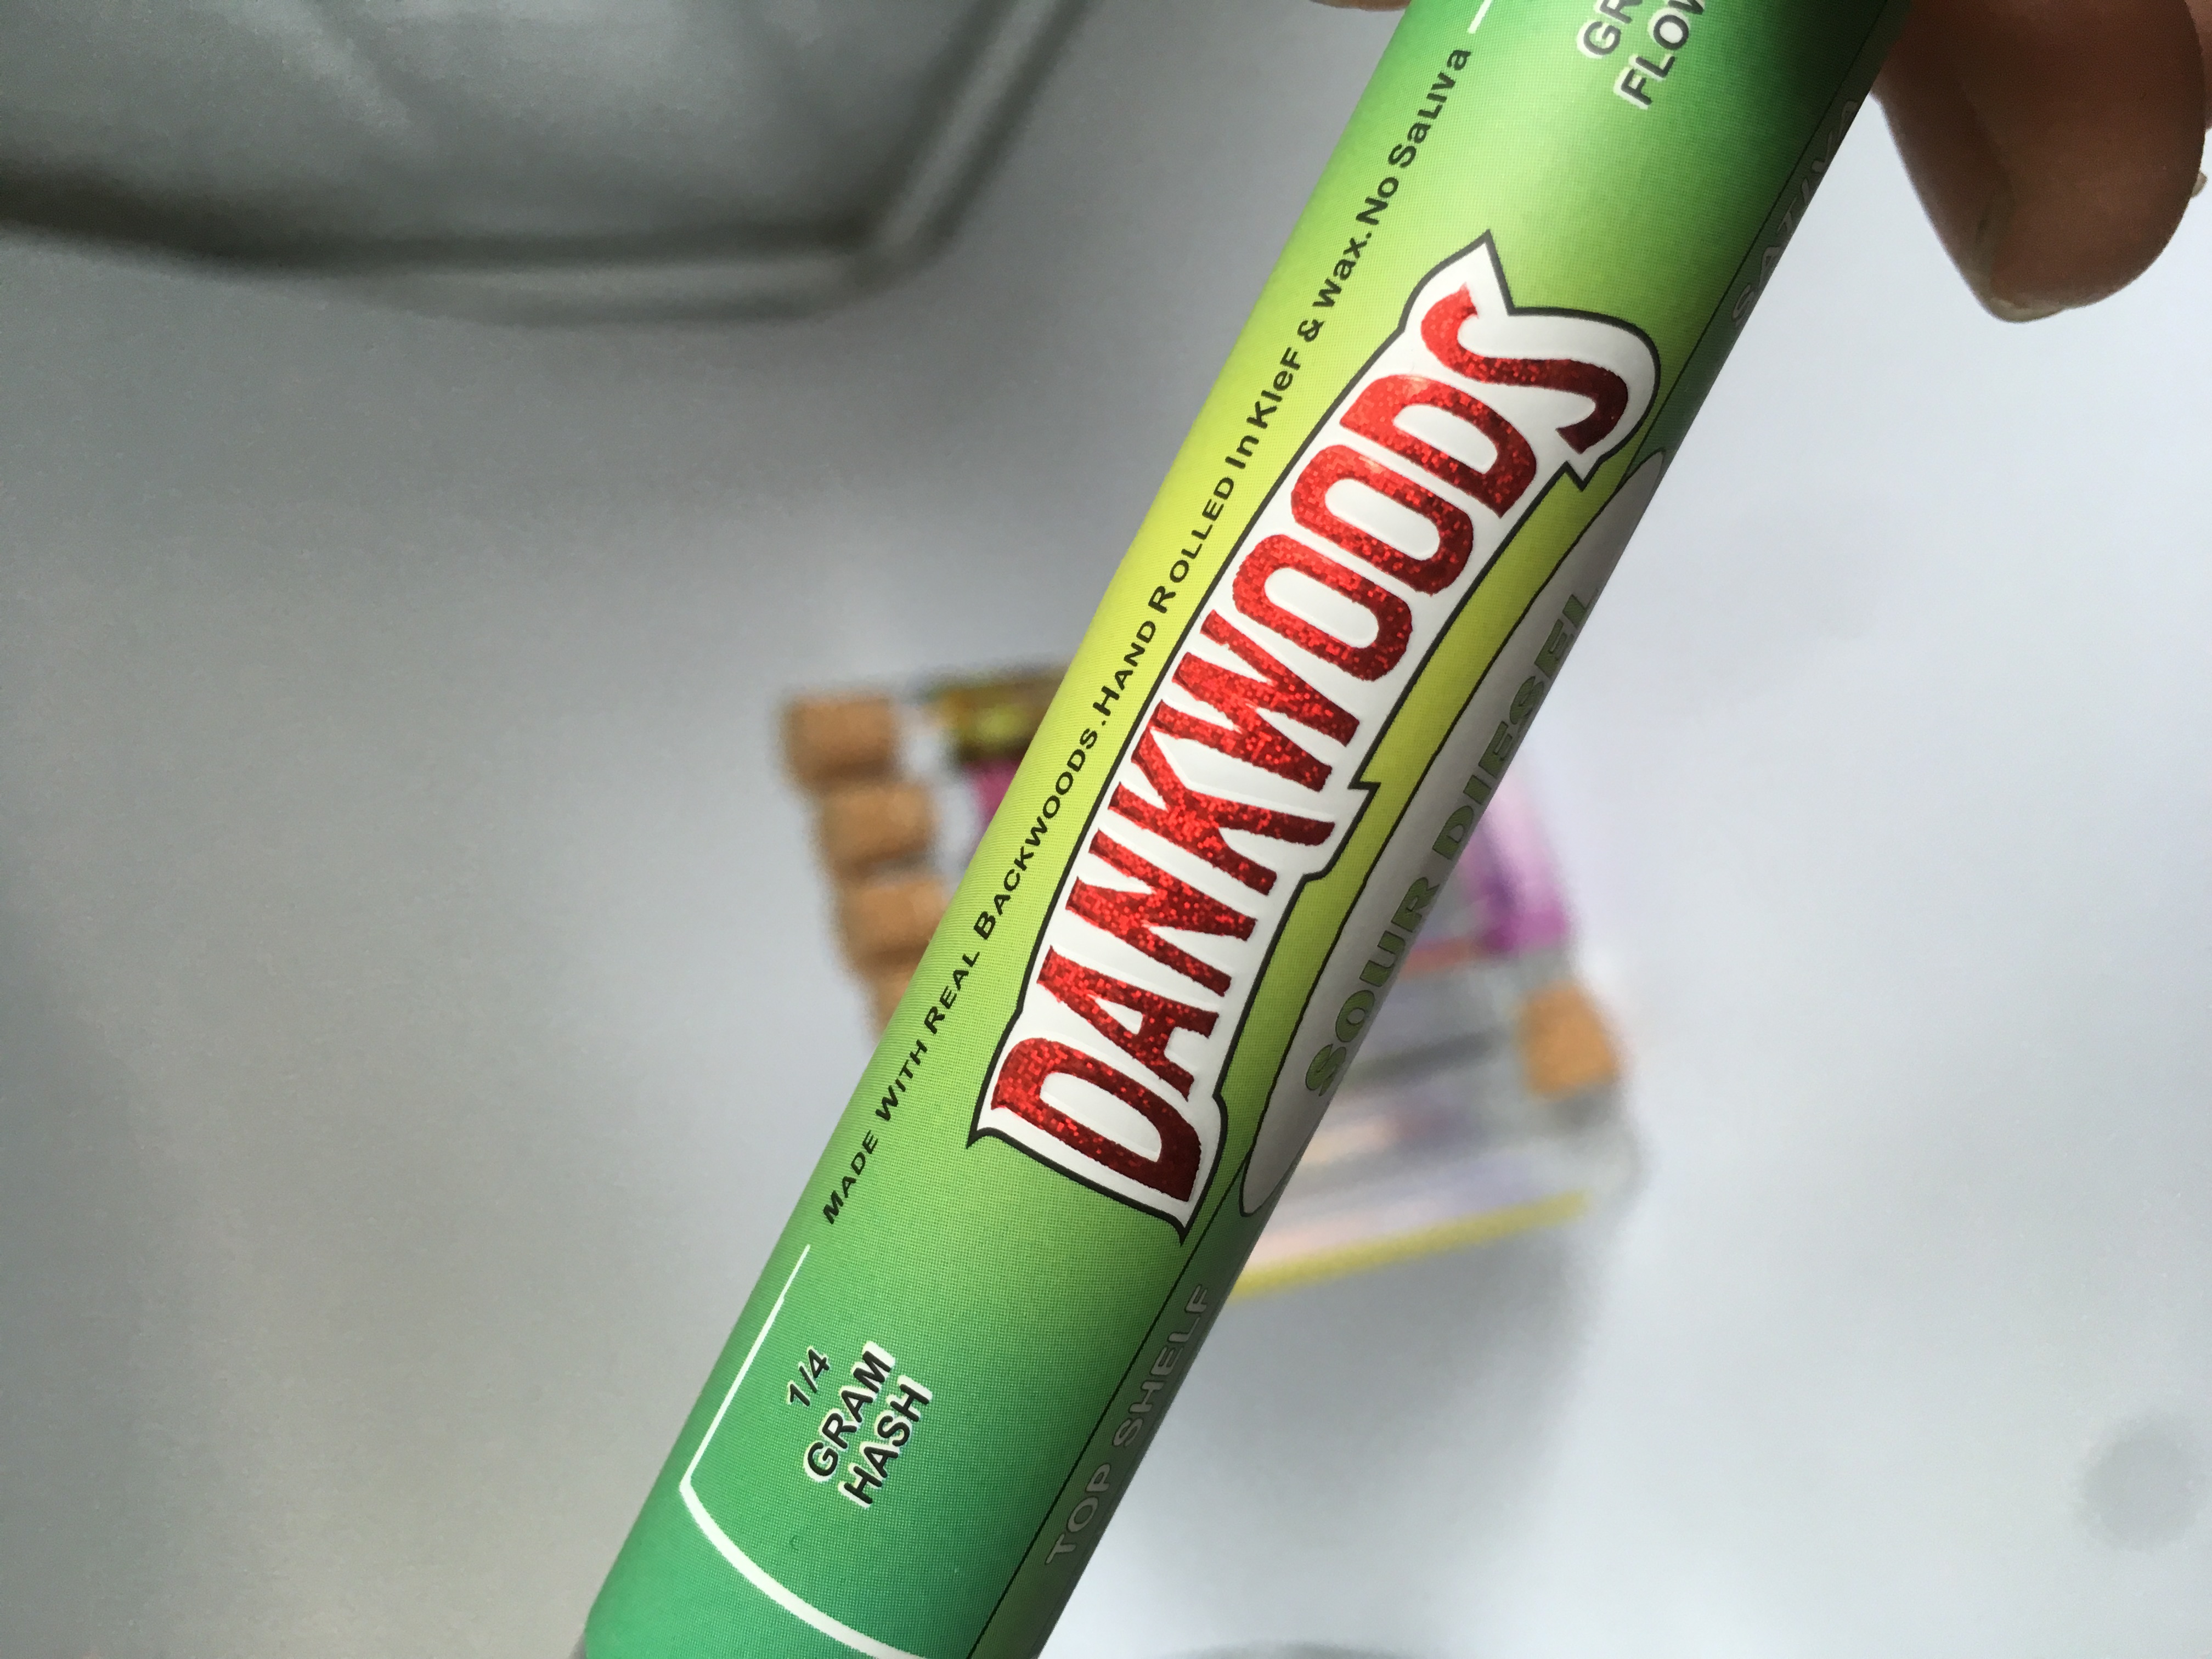 MADE WITH REAL BACKWOODS. HAND ROLLED In KIeF & Wax. No SaLIVa
DANKWOODS
SOUR DIESEL
1/4
GRAM
HASH
TOP SHELF
SATIVA